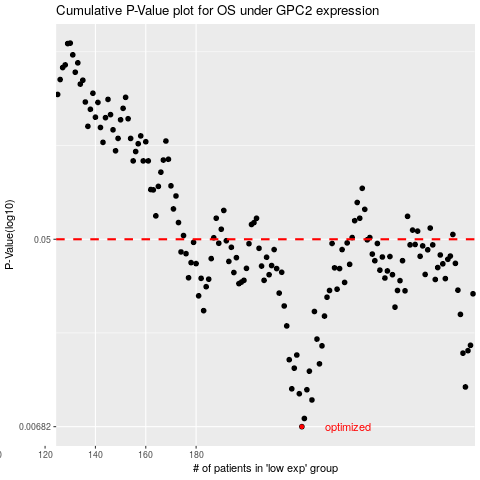 Cumulative P-Value plot for OS under GPC2 expression
P-Value(log10)
0.05
0.00682
optimized
0 120 140 160 180
# of patients in 'low exp' group